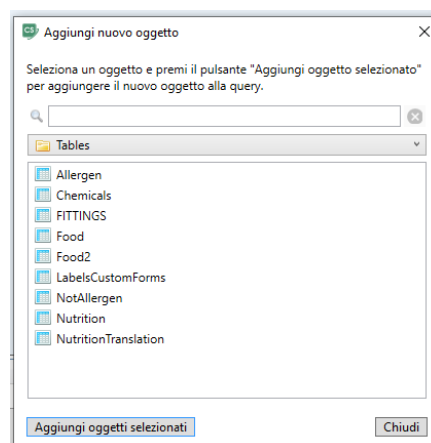 CS Aggiungi nuovo oggetto
Seleziona un oggetto e premi il pulsante "Aggiungi oggetto selezionato"
per aggiungere il nuovo oggetto alla query.
Tables
Allergen
Chemicals
FITTINGS
Food
Food2
LabelsCustomForms
NotAllergen
Nutrition
NutritionTranslation
Aggiungi oggetti selezionati Chiudi